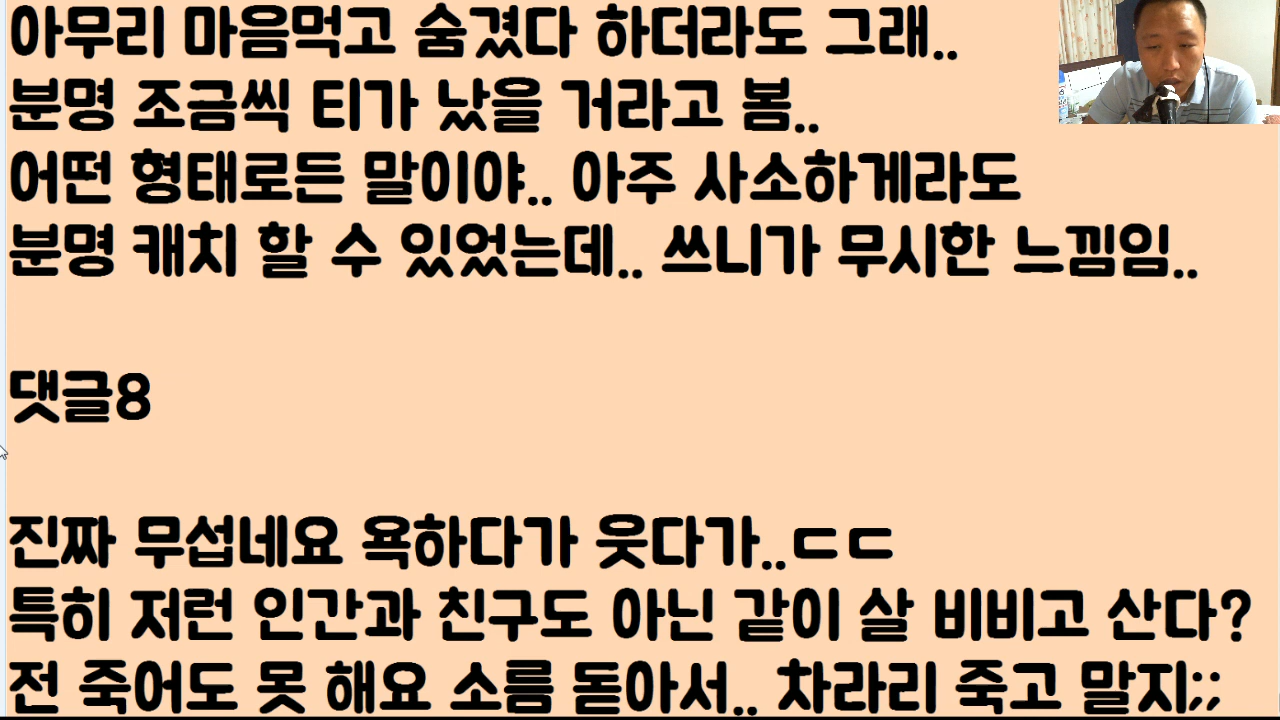 아무리 마음먹고 숨겼다 하더라도 그래..
분명 조금씩 티가 났을 거라고 봄..
어떤 형태로든 말이야.. 아주 사소하게라도
분명 캐치 할 수 있었는데.. 쓰니가 무시한 느낌임..
댓글8
진짜 무섭네요 욕하다가 웃다가..ㄷㄷ
특히 저런 인간과 친구도 아닌 같이 살 비비고 산다?
전 죽어도 못 해요 소름 돋아서.. 차라리 죽고 말지;;